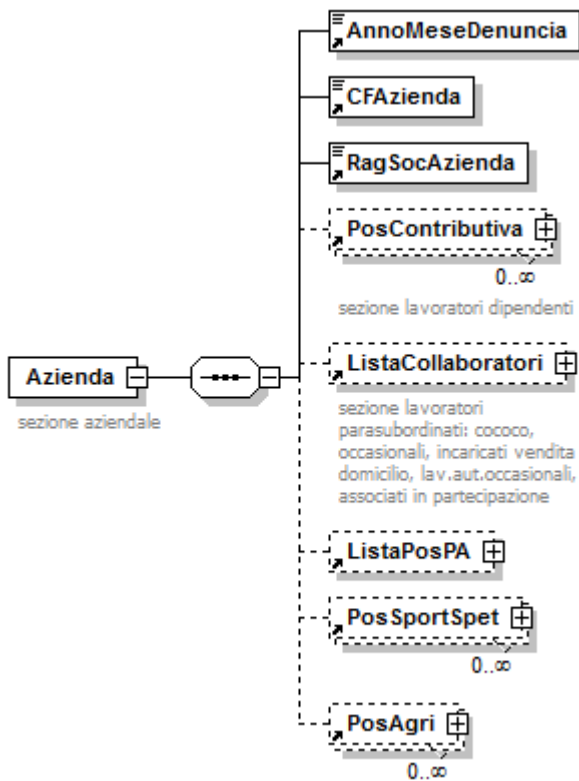 AnnoMeseDenuncia
CFAzienda
RagSocAzienda
PosContributiva
0..∞
sezione lavoratori dipendenti
Azienda
sezione aziendale
ListaCollaboratori
sezione lavoratori
parasubordinati: cococo,
occasionali, incaricati vendita
domicilio, lav.aut.occasionali,
associati in partecipazione
ListaPosPA
PosSportSpet
0..∞
PosAgri
0..∞